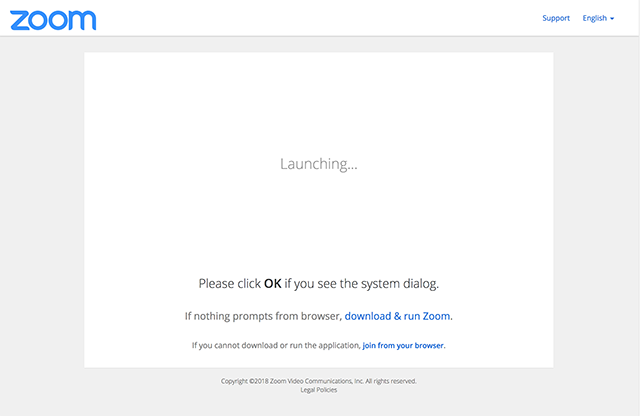 zoom
Support English
Launching...
Please click OK if you see the system dialog.
If nothing prompts from browser, download & run Zoom.
If you cannot download or run the application, join from your browser.
Copyright ©2018 Zoom Video Communications, Inc. All rights reserved.
Legal Policies